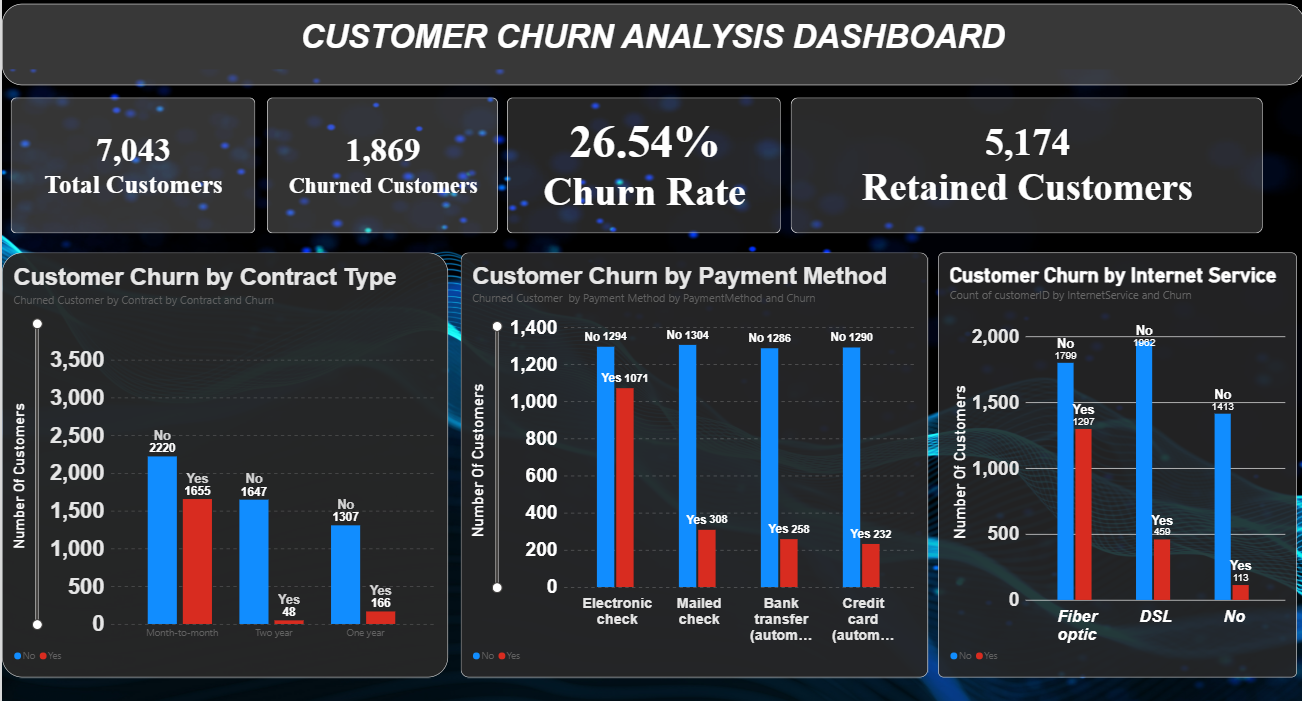 CUSTOMER CHURN ANALYSIS DASHBOARD
7,043
Total Customers
1,869
Churned Customers
26.54%
Churn Rate
5,174
Retained Customers
Customer Churn by Contract Type
Churned Customer by Contract by Contract and Churn
Number Of Customers
3,500
3,000
2,500
2,000
1,500
1,000
500
0
No
2220
Yes
1655
No
1647
Yes
48
No
1307
Yes
166
Month-to-month
Two year
One year
No
Yes
Customer Churn by Payment Method
Churned Customer by Payment Method by PaymentMethod and Churn
Number Of Customers
1,400
1,200
1,000
800
600
400
200
0
No 1294
Yes 1071
No 1304
Yes 308
No 1286
Yes 258
No 1290
Yes 232
Electronic
check
Mailed
check
Bank
transfer
(autom...
Credit
card
(autom...
No
Yes
Customer Churn by Internet Service
Count of customerID by InternetService and Churn
Number Of Customers
2,000
1,500
1,000
500
0
No
1799
Yes
1297
No
1962
Yes
459
No
1413
Yes
113
Fiber
optic
DSL
No
No
Yes